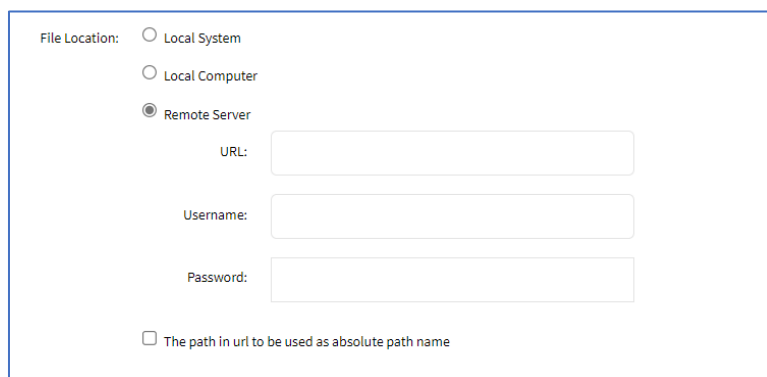 File Location: Local System
Local Computer
Remote Server
URL:
Username:
Password:
The path in url to be used as absolute path name